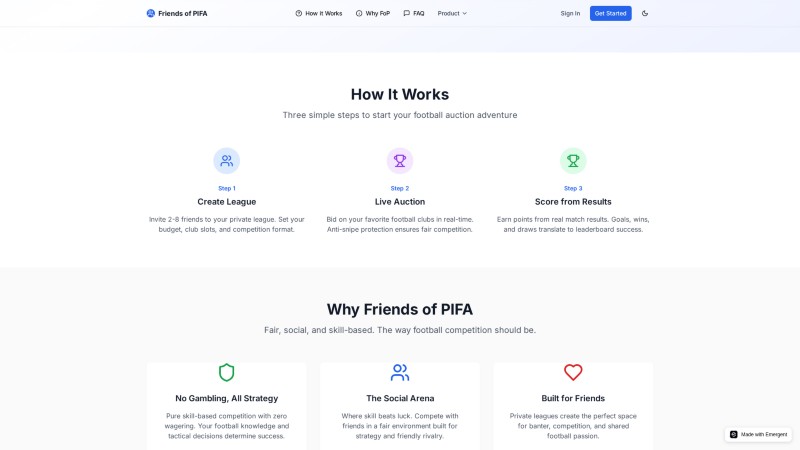 Friends of PIFA
How It Works
Why FoP
FAQ
Product
Sign In
Get Started
How It Works
Three simple steps to start your football auction adventure
Step 1
Create League
Invite 2-8 friends to your private league. Set your
budget, club slots, and competition format.
Step 2
Live Auction
Bid on your favorite football clubs in real-time.
Anti-snipe protection ensures fair competition.
Step 3
Score from Results
Earn points from real match results. Goals, wins,
and draws translate to leaderboard success.
Why Friends of PIFA
Fair, social, and skill-based. The way football competition should be.
No Gambling, All Strategy
Pure skill-based competition with zero
wagering. Your football knowledge and
tactical decisions determine success.
The Social Arena
Where skill beats luck. Compete with
friends in a fair environment built for
strategy and friendly rivalry.
Built for Friends
Private leagues create the perfect space
for banter, competition, and shared
football passion.
Made with Emergent